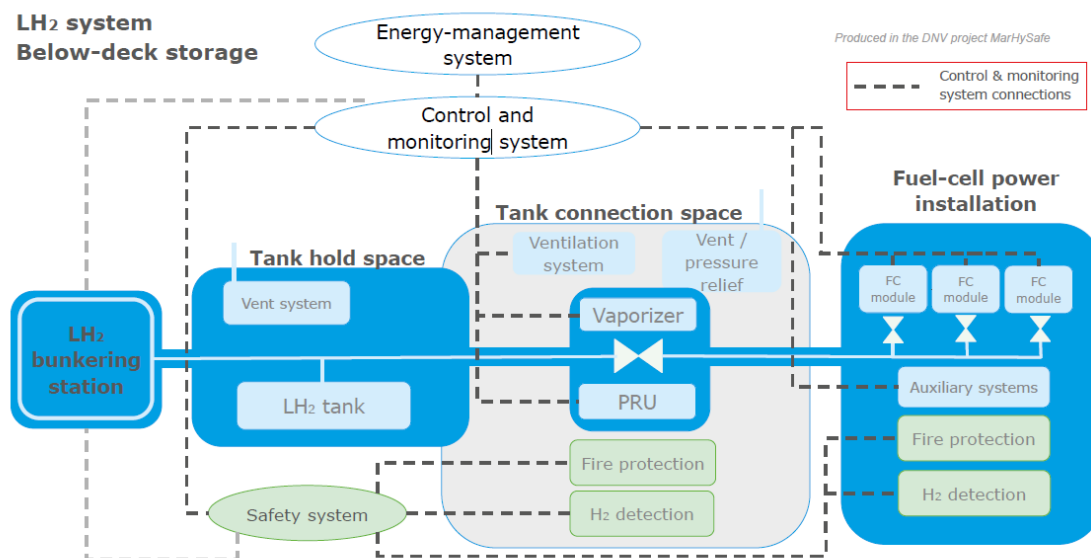 LH₂ system
Below-deck storage
Energy-management
system
Produced in the DNV project MarHySafe
Control & monitoring
system connections
Control and
monitoring system
Fuel-cell power
installation
Tank connection space
Ventilation
system
Vent /
pressure
relief
Tank hold space
Vent system
FC
module
FC
module
FC
module
Vaporizer
LH₂
bunkering
station
LH₂ tank
PRU
Auxiliary systems
Fire protection
Fire protection
H₂ detection
Safety system
H₂ detection